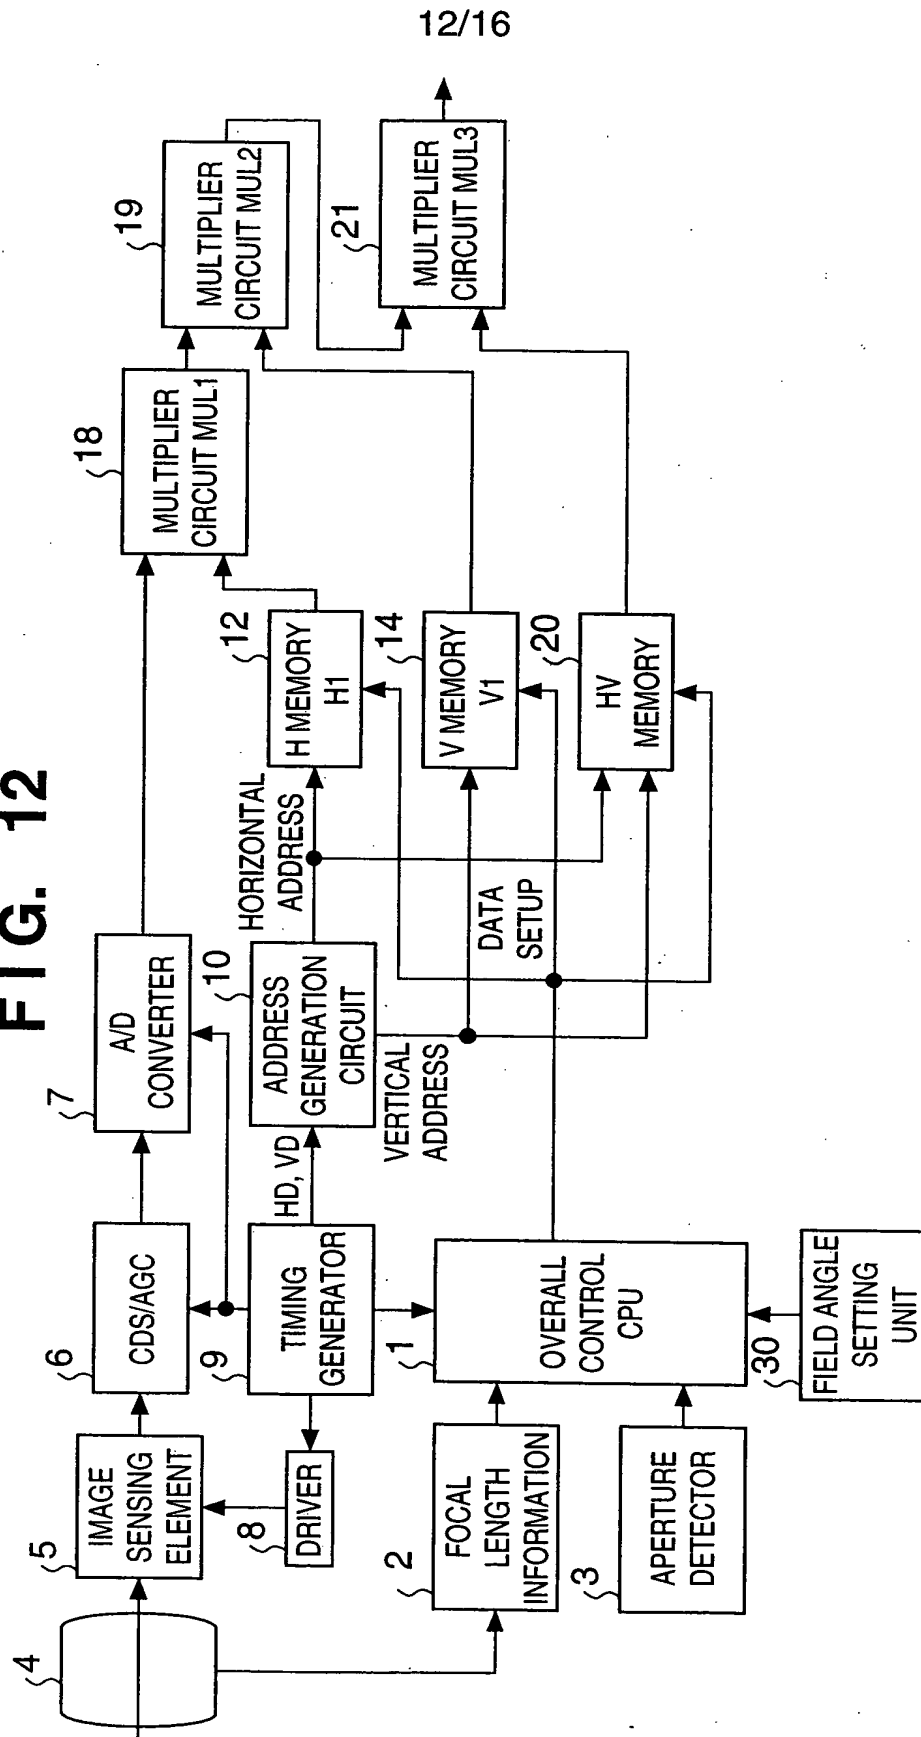 12/16
FIG. 12
4
5
IMAGE
SENSING
ELEMENT
6
CDS/AGC
7
A/D
CONVERTER
18
MULTIPLIER
CIRCUIT MUL1
19
MULTIPLIER
CIRCUIT MUL2
21
MULTIPLIER
CIRCUIT MUL3
8
DRIVER
9
TIMING
GENERATOR
HD, VD
10
ADDRESS
GENERATION
CIRCUIT
HORIZONTAL
ADDRESS
VERTICAL
ADDRESS
12
H MEMORY
H1
14
V MEMORY
V1
20
HV
MEMORY
DATA
SETUP
2
FOCAL
LENGTH
INFORMATION
1
OVERALL
CONTROL
CPU
3
APERTURE
DETECTOR
30
FIELD ANGLE
SETTING
UNIT